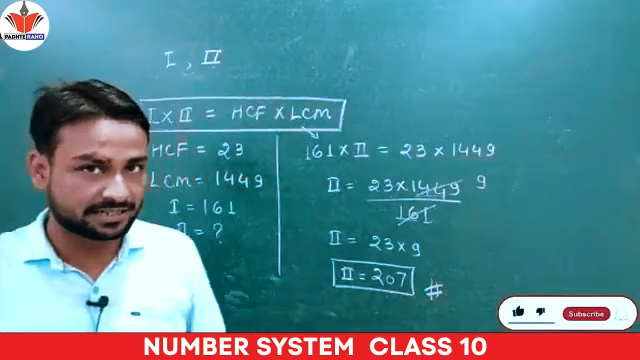 PADHTE RAHO
I , II
I X II = HCF X LCM
HCF = 23
LCM = 1449
I = 161
II = ?
161 X II = 23 X 1449
II = 23 X 1449 9
161
II = 23 X 9
II = 207 #
Subscribe
NUMBER SYSTEM CLASS 10